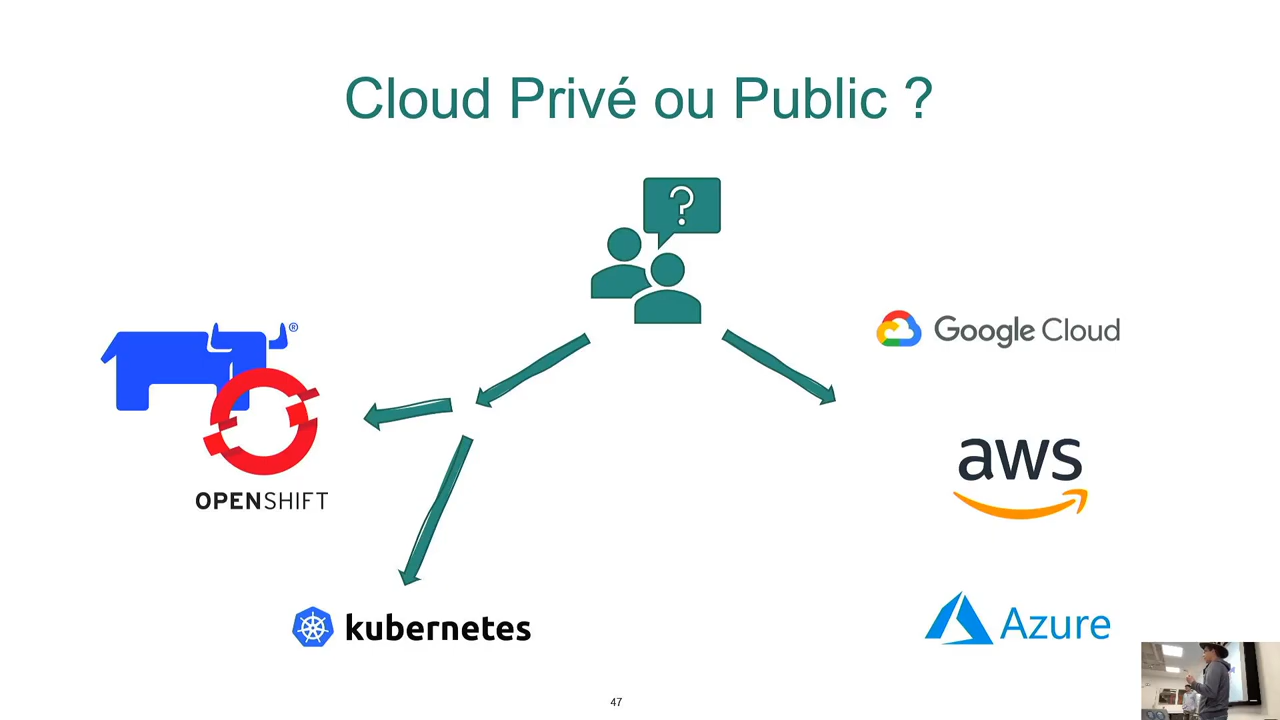 Cloud Privé ou Public ?
?
®
OPENSHIFT
kubernetes
Google Cloud
aws
Azure
47